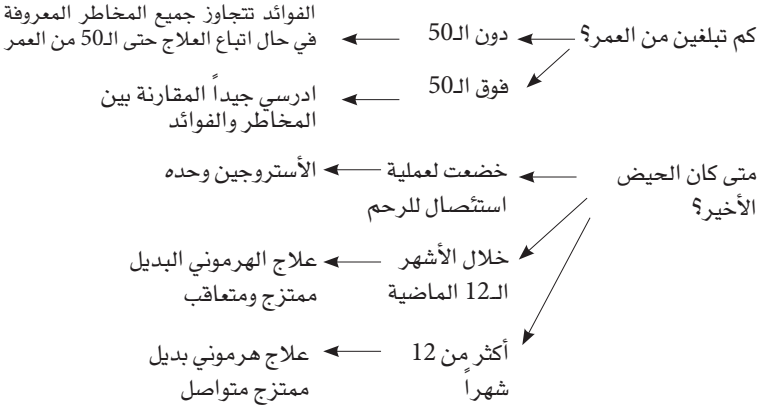 كم تبلغين من العمر؟
دون الـ50
الفوائد تتجاوز جميع المخاطر المعروفة
في حال اتباع العلاج حتى الـ50 من العمر
فوق الـ50
ادرسي جيداً المقارنة بين
المخاطر والفوائد
متى كان الحيض
الأخير؟
خضعت لعملية
استئصال للرحم
الأستروجين وحده
خلال الأشهر
الـ12 الماضية
علاج الهرموني البديل
ممتزج ومتعاقب
أكثر من 12
شهراً
علاج هرموني بديل
ممتزج متواصل